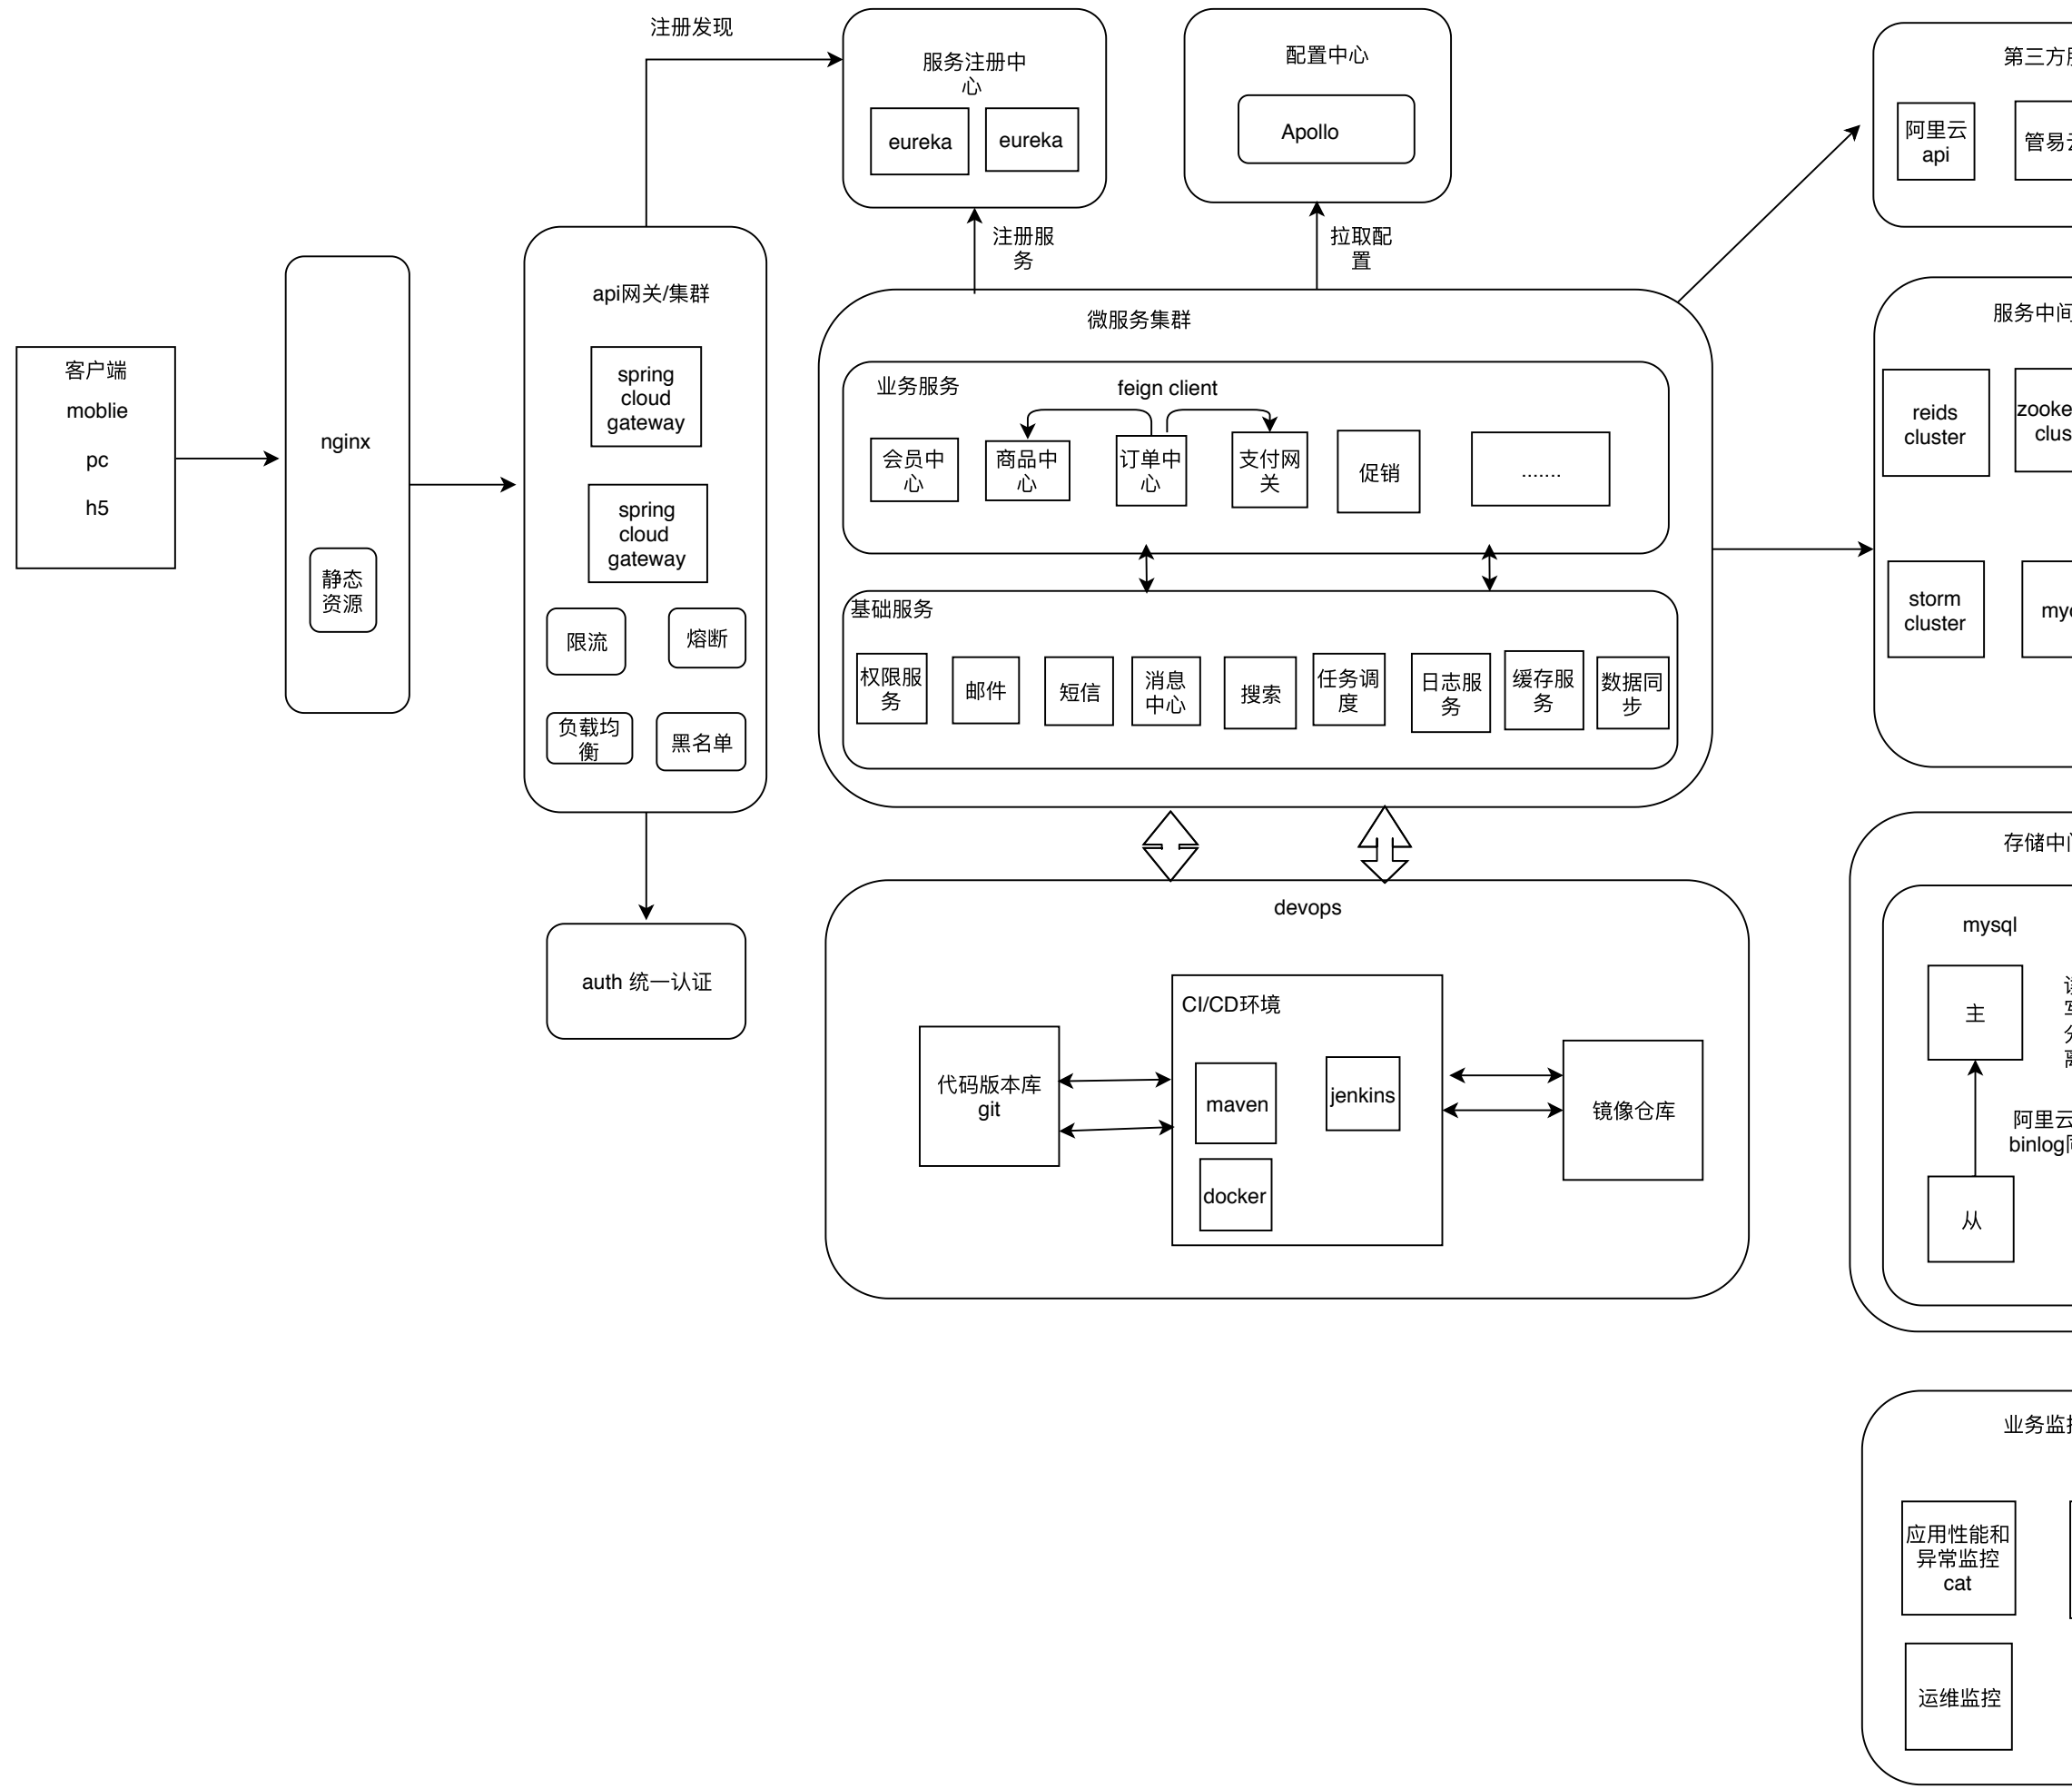 客户端
moblie
pc
h5
nginx
静态
资源
注册发现
api网关/集群
spring
cloud
gateway
spring
cloud
gateway
限流
熔断
负载均
衡
黑名单
auth 统一认证
服务注册中
心
eureka
eureka
配置中心
Apollo
注册服
务
拉取配
置
微服务集群
业务服务
feign client
会员中
心
商品中
心
订单中
心
支付网
关
促销
.......
基础服务
权限服
务
邮件
短信
消息
中心
搜索
任务调
度
日志服
务
缓存服
务
数据同
步
devops
代码版本库
git
CI/CD环境
maven
jenkins
docker
镜像仓库
第三方
阿里云
api
管易
服务中间
reids
cluster
zooke
clus
storm
cluster
my
存储中
mysql
主
阿里云
binlog
从
业务监
应用性能和
异常监控
cat
运维监控